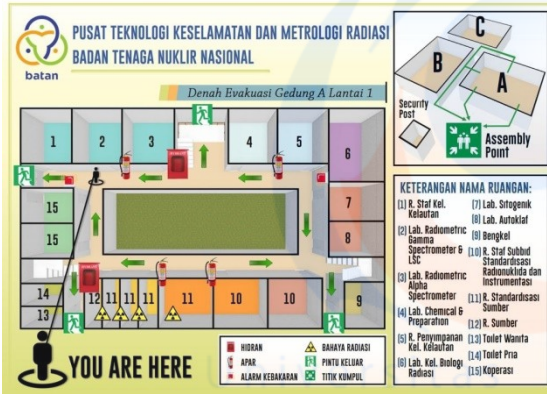 PUSAT TEKNOLOGI KESELAMATAN DAN METROLOGI RADIASI
BADAN TENAGA NUKLIR NASIONAL
batan
Denah Evakuasi Gedung A Lantai 1
1
2
3
4
5
6
7
8
15
15
14
13
12
11
11
11
11
10
10
9
YOU ARE HERE
HIDRAN
APAR
ALARM KEBAKARAN
BAHAYA RADIASI
PINTU KELUAR
TITIK KUMPUL
C
B
A
Security
Post
Assembly
Point
KETERANGAN NAMA RUANGAN:
(1) R. Staf Kel.
Kelautan
(2) Lab. Radiometric
Gamma
Spectrometer &
LSC
(3) Lab. Radiometric
Alpha
Spectrometer
(4) Lab. Chemical &
Preparation
(5) R. Penyimpanan
Kel. Kelautan
(6) Lab. Kel. Biologi
Radiasi
(7) Lab. Sitogenik
(8) Lab. Autoklaf
(9) Bengkel
(10) R. Staf Subbid
Standardisasi
Radionuklida dan
Instrumentasi
(11) R. Standardisasi
Sumber
(12) R. Sumber
(13) Toilet Wanita
(14) Toilet Pria
(15) Koperasi